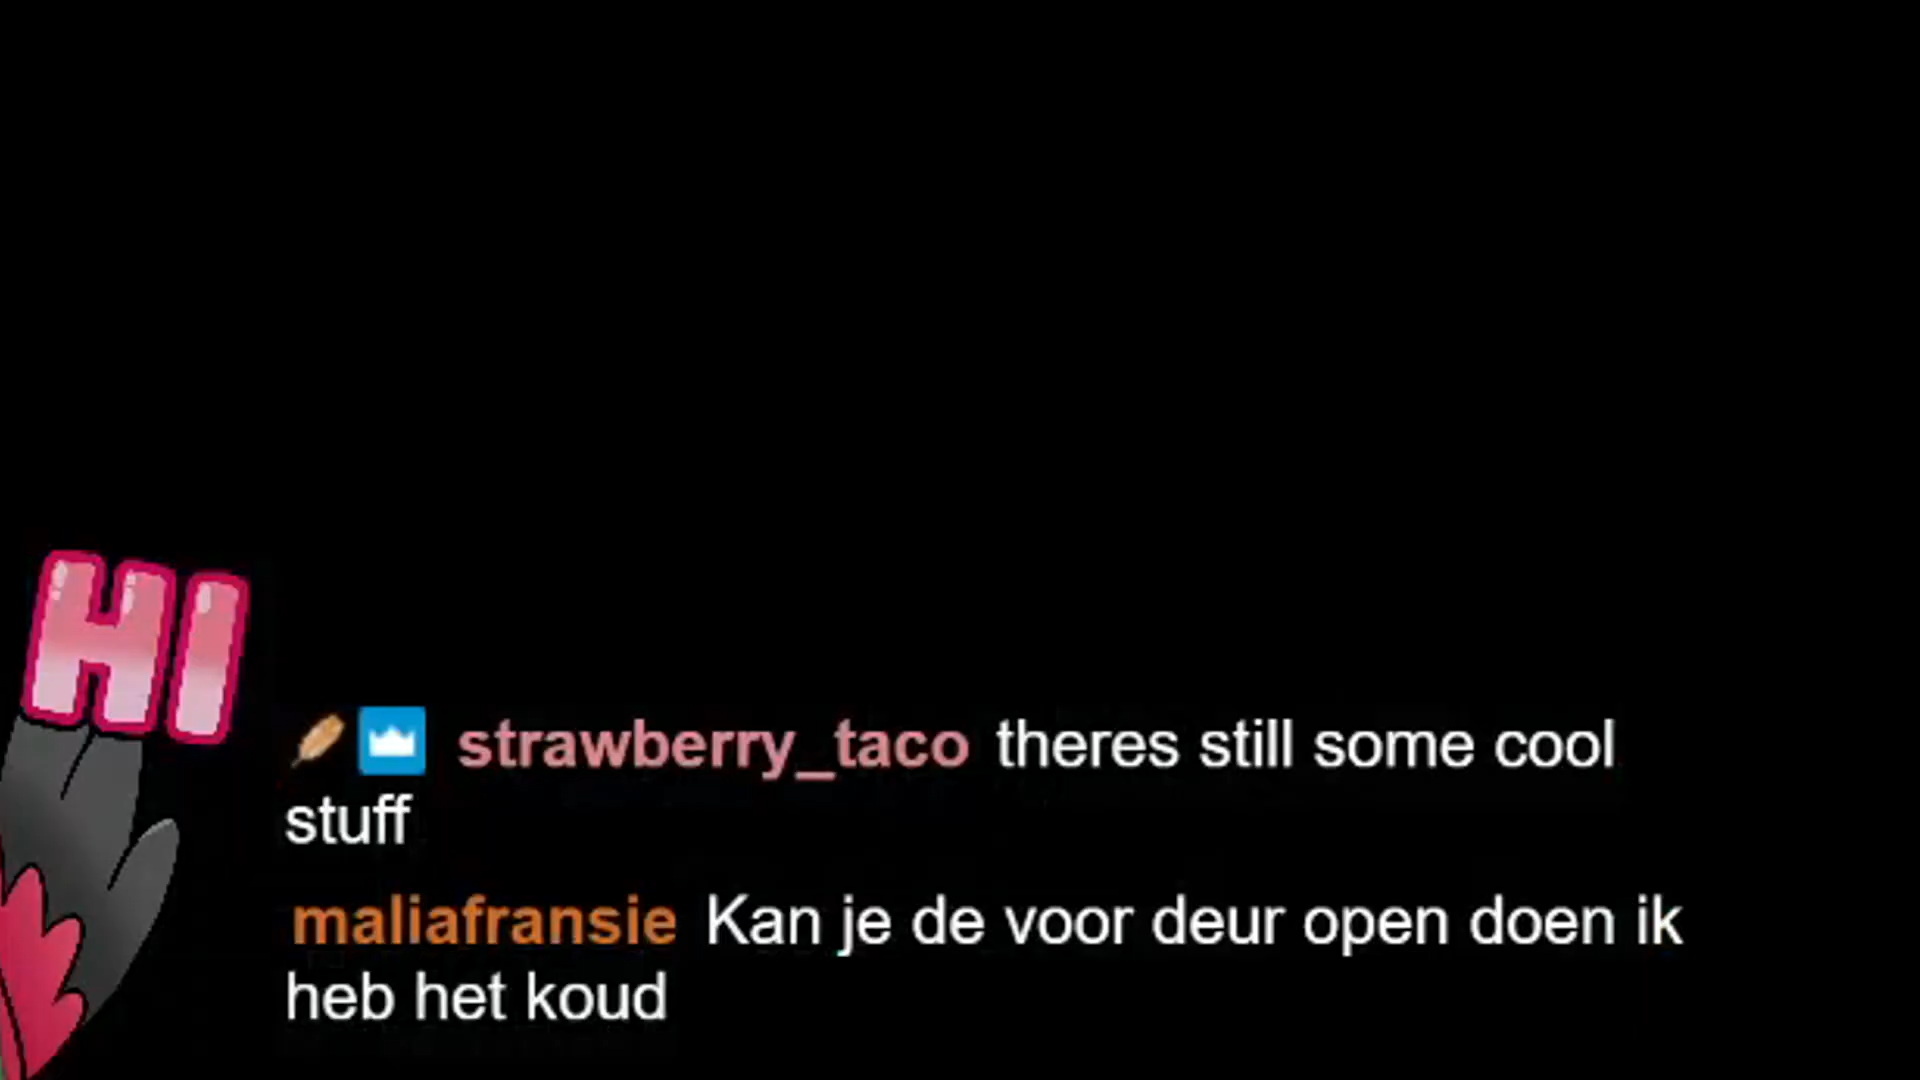 HI
strawberry_taco theres still some cool
stuff
maliafransie Kan je de voor deur open doen ik
heb het koud